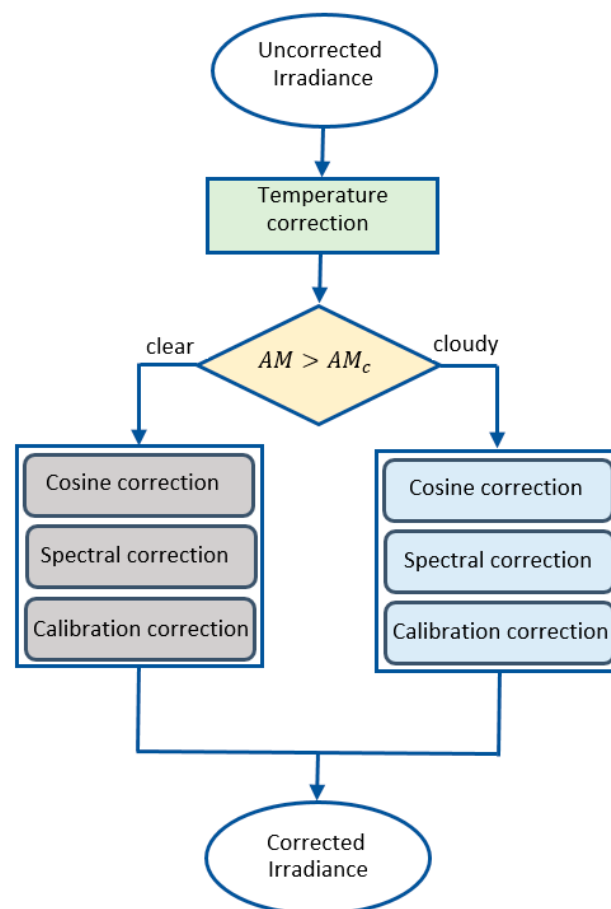 Uncorrected
Irradiance
Temperature
correction
clear
cloudy
AM > AM_c
Cosine correction
Spectral correction
Calibration correction
Cosine correction
Spectral correction
Calibration correction
Corrected
Irradiance